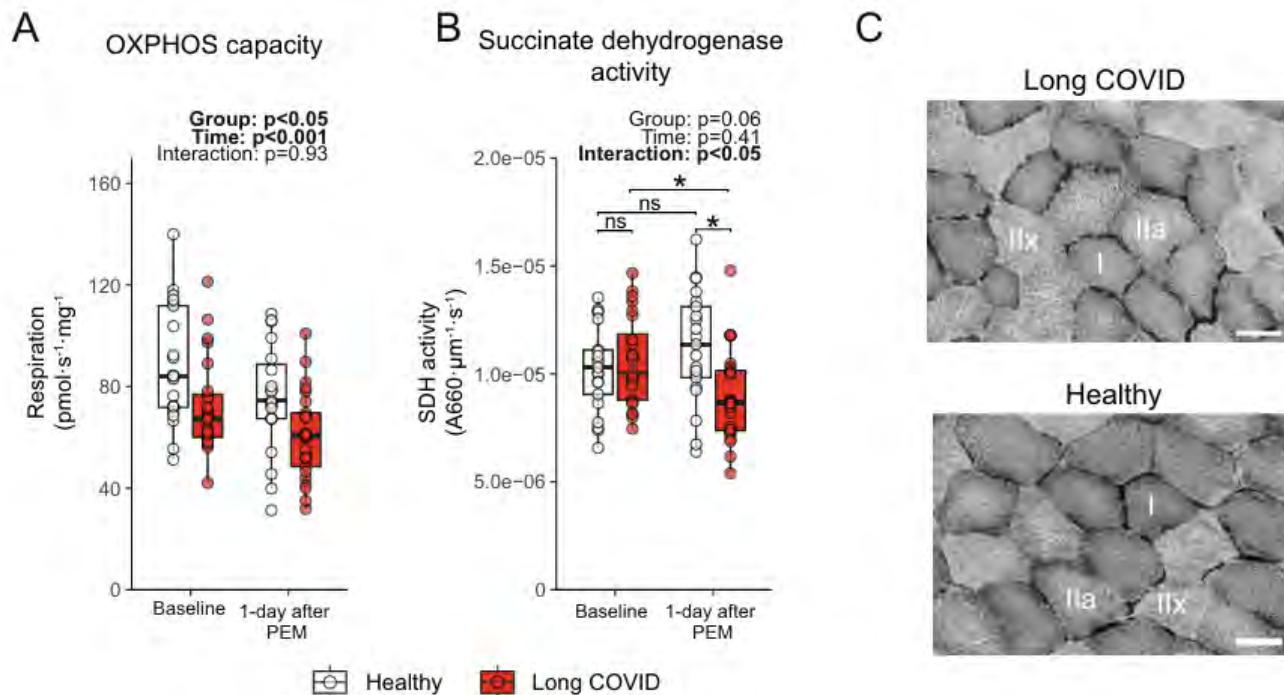 A
OXPHOS capacity
Group: p<0.05
Time: p<0.001
Interaction: p=0.93
Respiration
(pmol·s⁻¹·mg⁻¹)
160
120
80
40
0
Baseline
1-day after
PEM
B
Succinate dehydrogenase
activity
Group: p=0.06
Time: p=0.41
Interaction: p<0.05
SDH activity
(A660·µm⁻¹·s⁻¹)
2.0e−05
1.5e−05
1.0e−05
5.0e−06
0
*
ns
ns
*
Baseline
1-day after
PEM
Healthy
Long COVID
C
Long COVID
IIx
IIa
I
Healthy
I
IIa
IIx